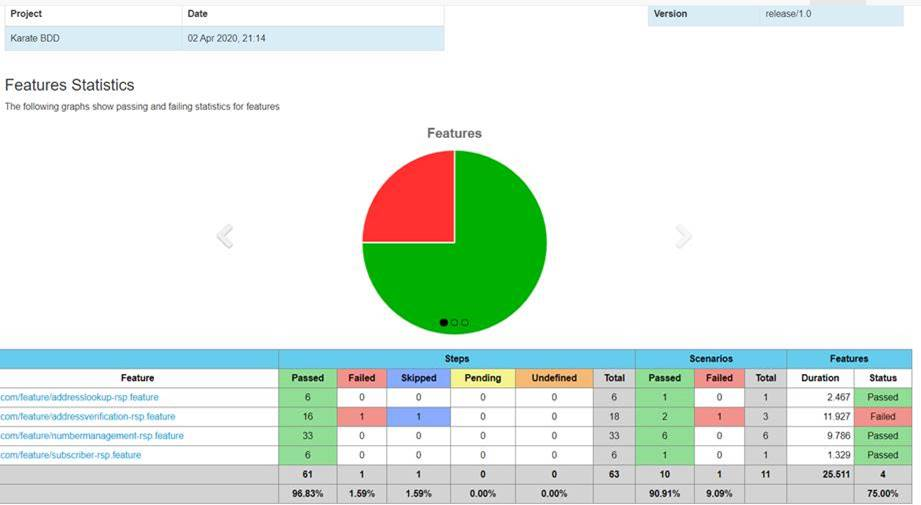 Project Date
Version release/1.0
Karate BDD 02 Apr 2020, 21:14
Features Statistics
The following graphs show passing and failing statistics for features
Features
Steps Scenarios Features
Feature Passed Failed Skipped Pending Undefined Total Passed Failed Total Duration Status
com/feature/addresslookup-rsp.feature 6 0 0 0 0 6 1 0 1 2.467 Passed
com/feature/addressverification-rsp.feature 16 1 1 0 0 18 2 1 3 11.927 Failed
com/feature/numbermanagement-rsp.feature 33 0 0 0 0 33 6 0 6 9.786 Passed
com/feature/subscriber-rsp.feature 6 0 0 0 0 6 1 0 1 1.329 Passed
61 1 1 0 0 63 10 1 11 25.511 4
96.83% 1.59% 1.59% 0.00% 0.00% 90.91% 9.09% 75.00%